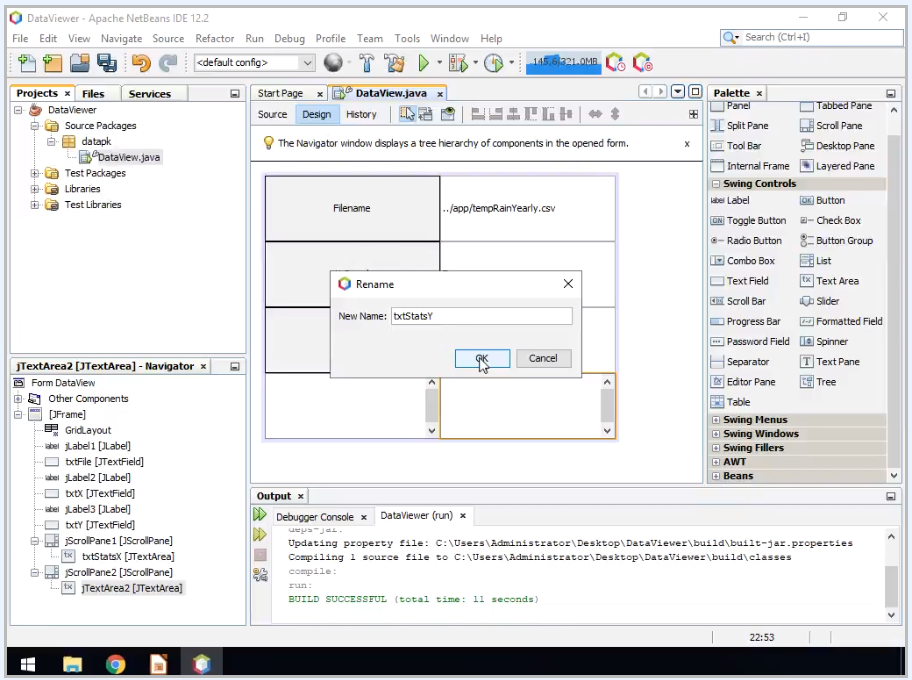 DataViewer - Apache NetBeans IDE 12.2
File Edit View Navigate Source Refactor Run Debug Profile Team Tools Window Help
Search (Ctrl+I)
<default config>
145.6/321.0MB
Projects × Files Services
Start Page × DataView.java ×
Palette ×
DataViewer
Source Packages
datapk
DataView.java
Test Packages
Libraries
Test Libraries
Source Design History
The Navigator window displays a tree hierarchy of components in the opened form. x
Filename
../app/tempRainYearly.csv
Rename
New Name: txtStatsY
OK Cancel
Panel Tabbed Pane
Split Pane Scroll Pane
Tool Bar Desktop Pane
Internal Frame Layered Pane
Swing Controls
label Label OK Button
ON Toggle Button Check Box
Radio Button Button Group
Combo Box List
Text Field tx Text Area
Scroll Bar Slider
Progress Bar Formatted Field
Password Field Spinner
Separator T Text Pane
Editor Pane Tree
Table
Swing Menus
Swing Windows
Swing Fillers
AWT
Beans
jTextArea2 [JTextArea] - Navigator ×
Form DataView
Other Components
[JFrame]
GridLayout
label jLabel1 [JLabel]
txtFile [JTextField]
label jLabel2 [JLabel]
txtX [JTextField]
label jLabel3 [JLabel]
txtY [JTextField]
jScrollPane1 [JScrollPane]
tx txtStatsX [JTextArea]
jScrollPane2 [JScrollPane]
tx jTextArea2 [JTextArea]
Output ×
Debugger Console × DataViewer (run) ×
deps-jar:
Updating property file: C:\Users\Administrator\Desktop\DataViewer\build\built-jar.properties
Compiling 1 source file to C:\Users\Administrator\Desktop\DataViewer\build\classes
compile:
run:
BUILD SUCCESSFUL (total time: 11 seconds)
22:53